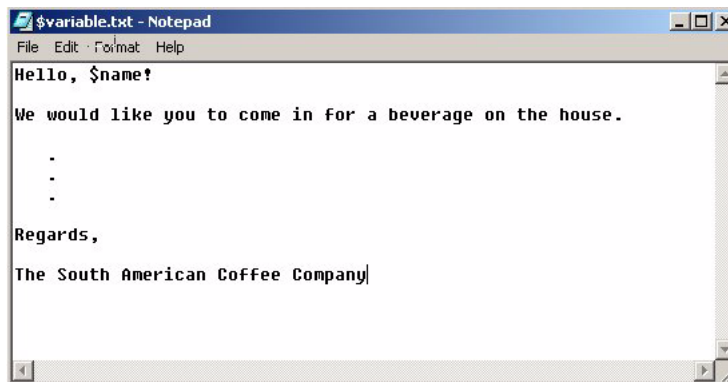 $variable.txt - Notepad
File Edit Format Help
Hello, $name!
We would like you to come in for a beverage on the house.
.
.
.
Regards,
The South American Coffee Company